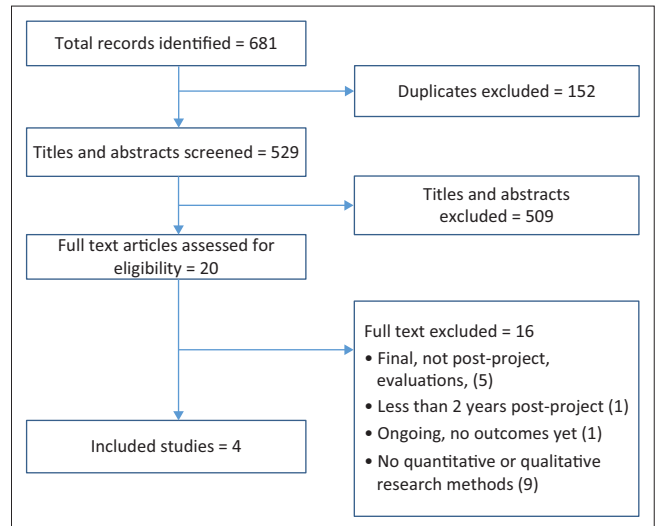 Total records identified = 681
Duplicates excluded = 152
Titles and abstracts screened = 529
Titles and abstracts
excluded = 509
Full text articles assessed for
eligibility = 20
Full text excluded = 16
• Final, not post-project,
evaluations, (5)
• Less than 2 years post-project (1)
• Ongoing, no outcomes yet (1)
• No quantitative or qualitative
research methods (9)
Included studies = 4